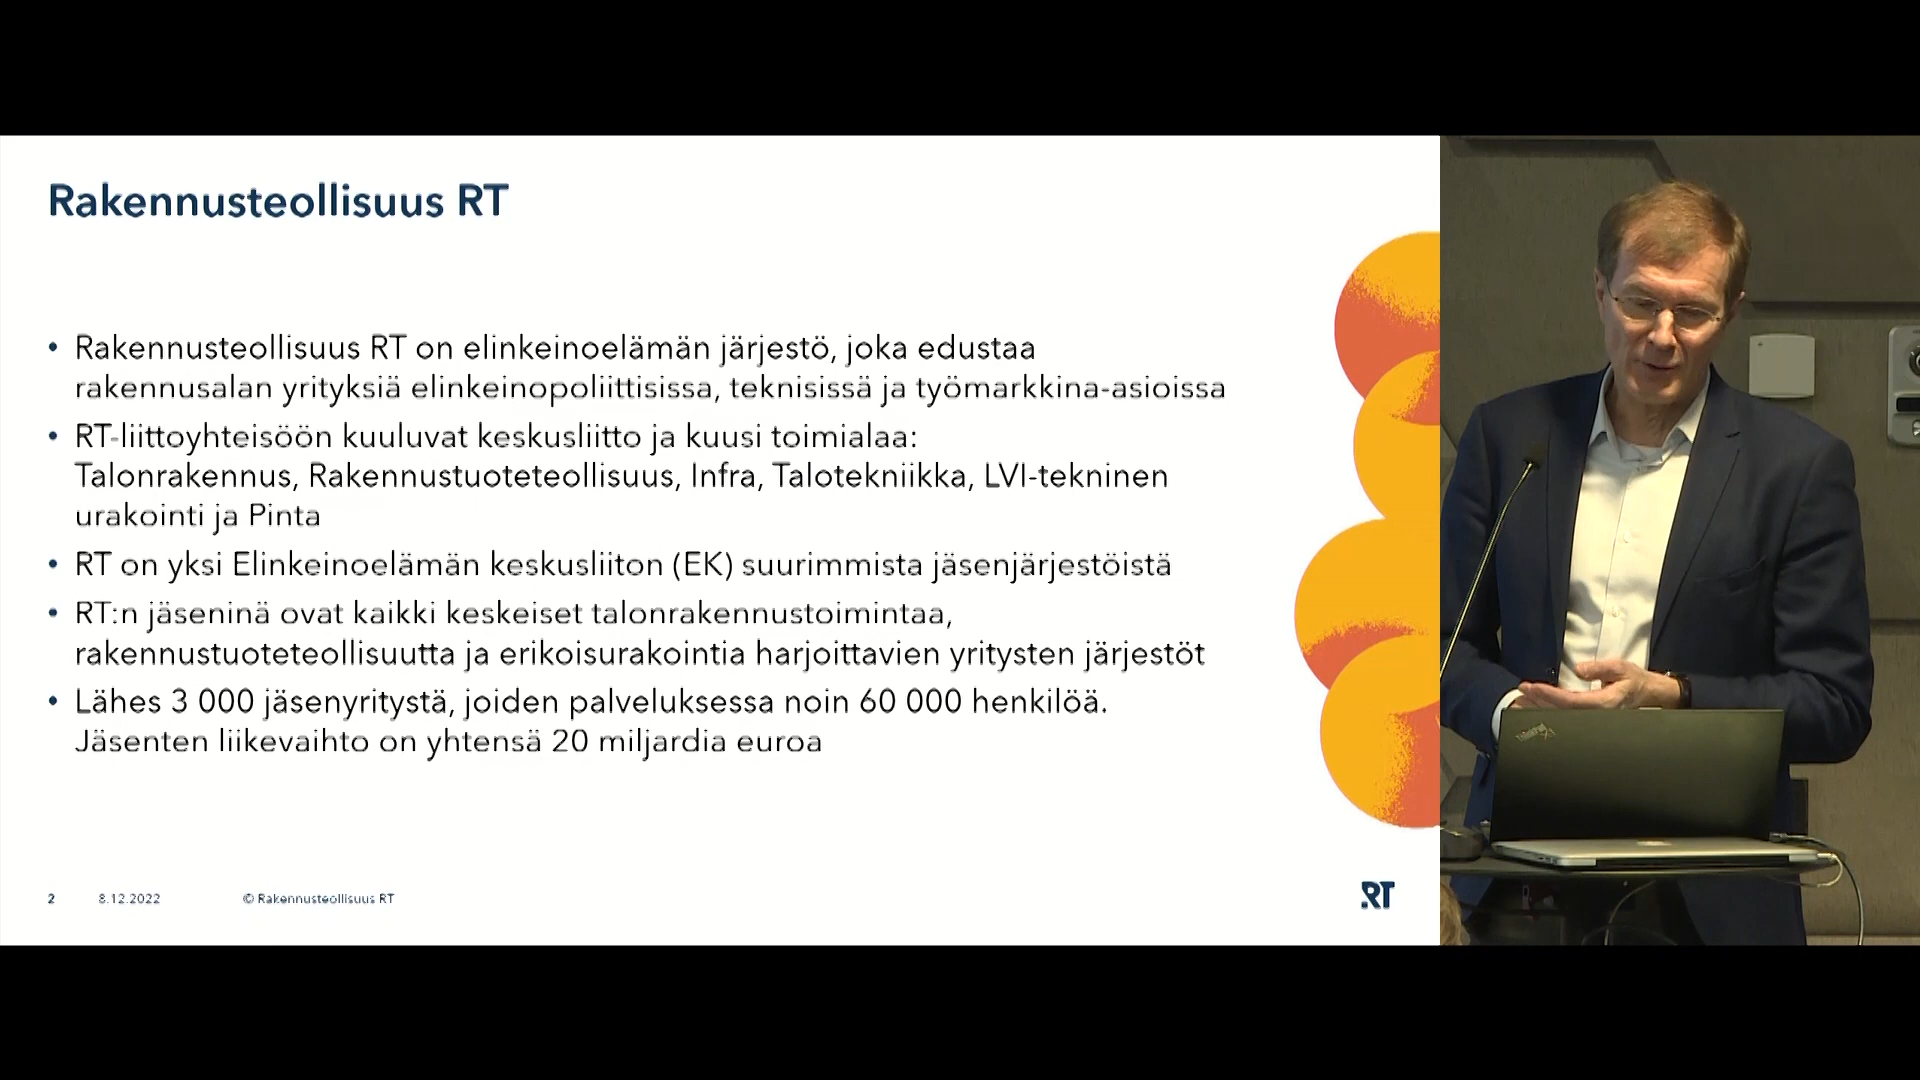 Rakennusteollisuus RT
• Rakennusteollisuus RT on elinkeinoelämän järjestö, joka edustaa
rakennusalan yrityksiä elinkeinopoliittisissa, teknisissä ja työmarkkina-asioissa
• RT-liittoyhteisöön kuuluvat keskusliitto ja kuusi toimialaa:
Talonrakennus, Rakennustuoteteollisuus, Infra, Talotekniikka, LVI-tekninen
urakointi ja Pinta
• RT on yksi Elinkeinoelämän keskusliiton (EK) suurimmista jäsenjärjestöistä
• RT:n jäseninä ovat kaikki keskeiset talonrakennustoimintaa,
rakennustuoteteollisuutta ja erikoisurakointia harjoittavien yritysten järjestöt
• Lähes 3 000 jäsenyritystä, joiden palveluksessa noin 60 000 henkilöä.
Jäsenten liikevaihto on yhtensä 20 miljardia euroa
2 8.12.2022 © Rakennusteollisuus RT
RT